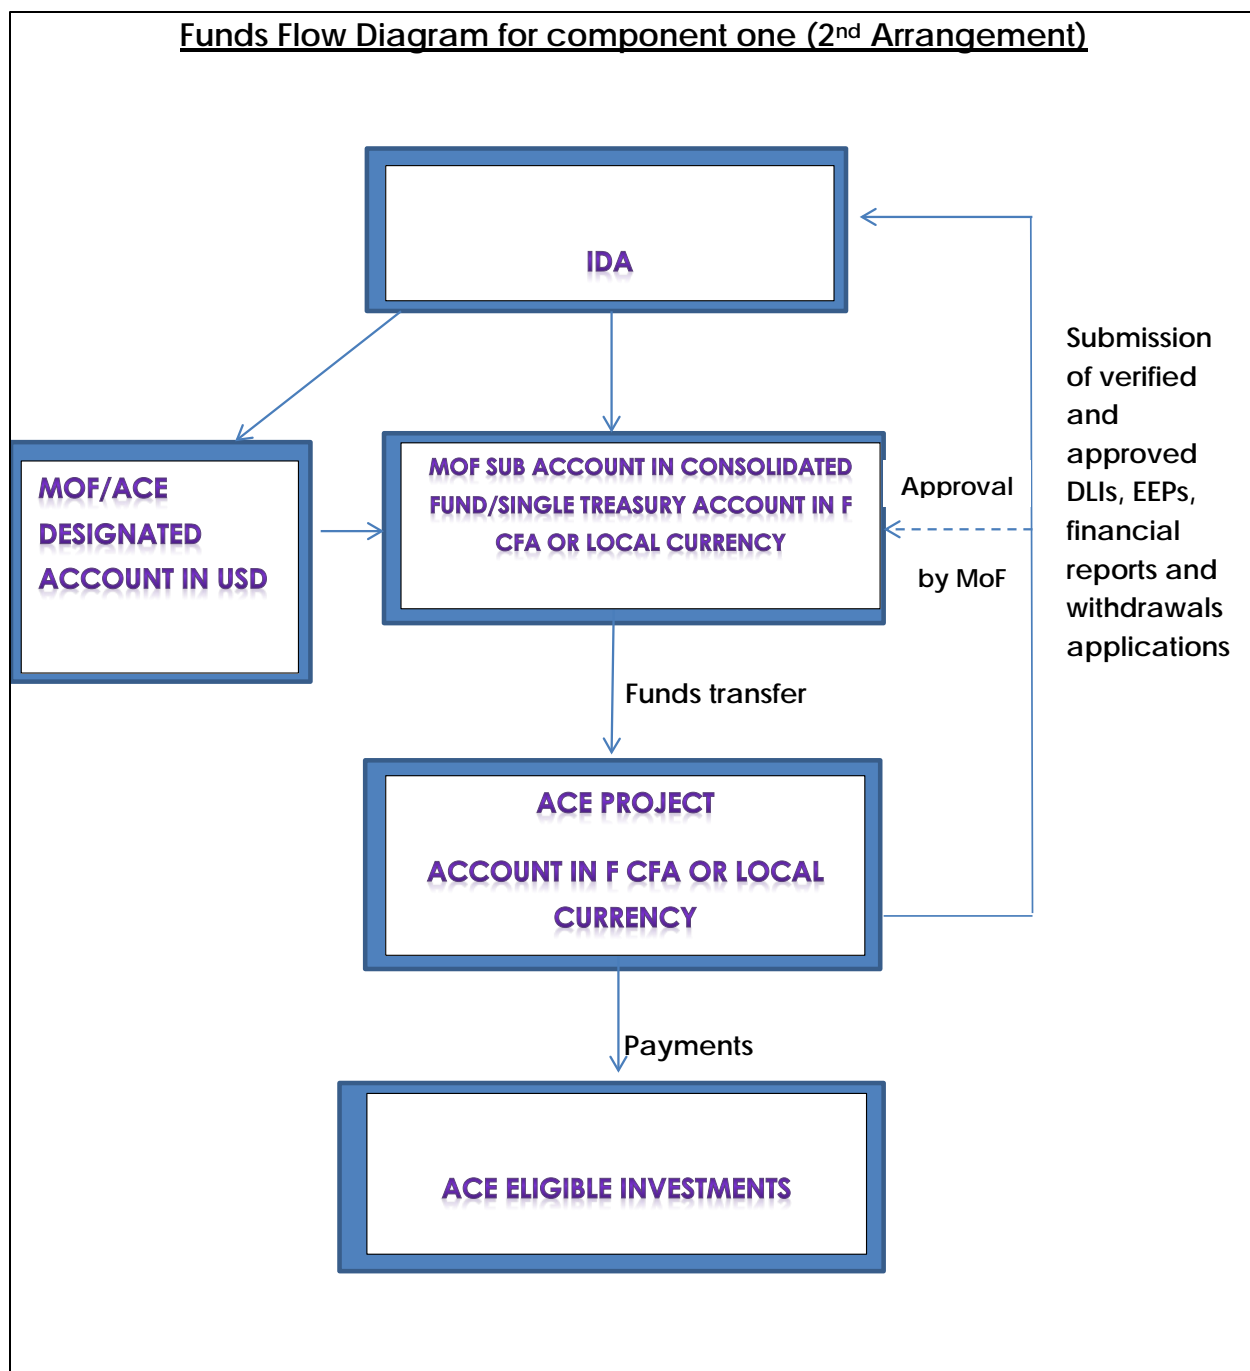 Funds Flow Diagram for component one (2nd Arrangement)
IDA
MOF/ACE
DESIGNATED
ACCOUNT IN USD
MOF SUB ACCOUNT IN CONSOLIDATED
FUND/SINGLE TREASURY ACCOUNT IN F
CFA OR LOCAL CURRENCY
Approval
by MoF
Submission
of verified
and
approved
DLIs, EEPs,
financial
reports and
withdrawals
applications
Funds transfer
ACE PROJECT
ACCOUNT IN F CFA OR LOCAL
CURRENCY
Payments
ACE ELIGIBLE INVESTMENTS